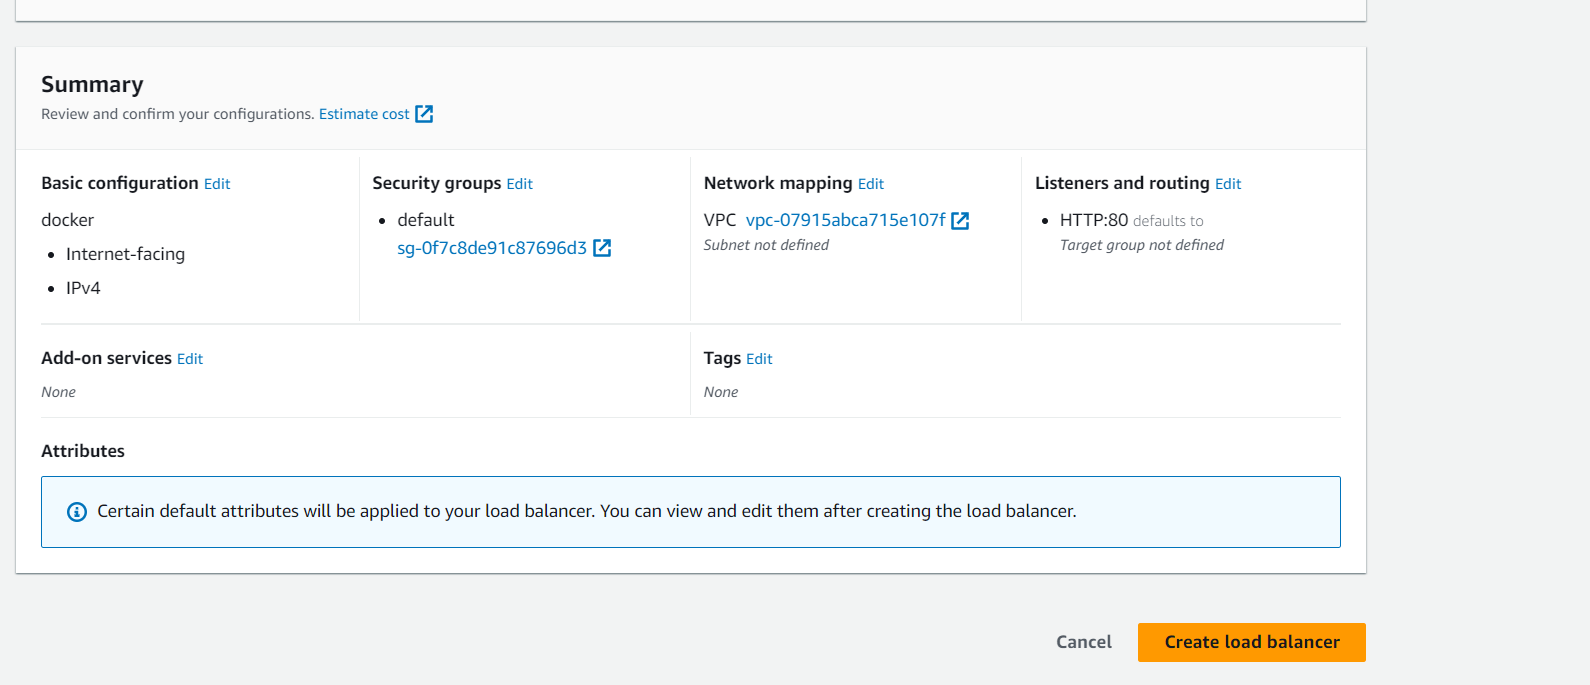 Summary
Review and confirm your configurations. Estimate cost
Basic configuration Edit
docker
Internet-facing
IPv4
Security groups Edit
default
sg-0f7c8de91c87696d3
Network mapping Edit
VPC vpc-07915abca715e107f
Subnet not defined
Listeners and routing Edit
HTTP:80 defaults to
Target group not defined
Add-on services Edit
None
Tags Edit
None
Attributes
Certain default attributes will be applied to your load balancer. You can view and edit them after creating the load balancer.
Cancel
Create load balancer